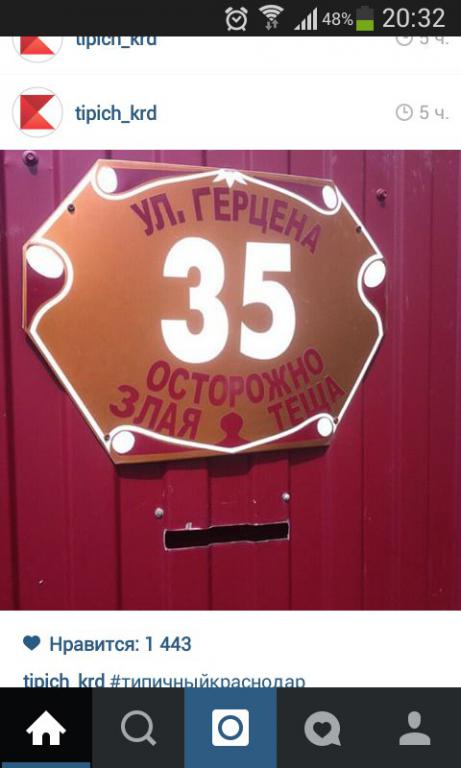 48% 20:32
tipich_krd 5 ч.
tipich_krd 5 ч.
УЛ. ГЕРЦЕНА
35
ОСТОРОЖНО
ЗЛАЯ ТЕЩА
Нравится: 1 443
tipich_krd #типичныйкраснодар